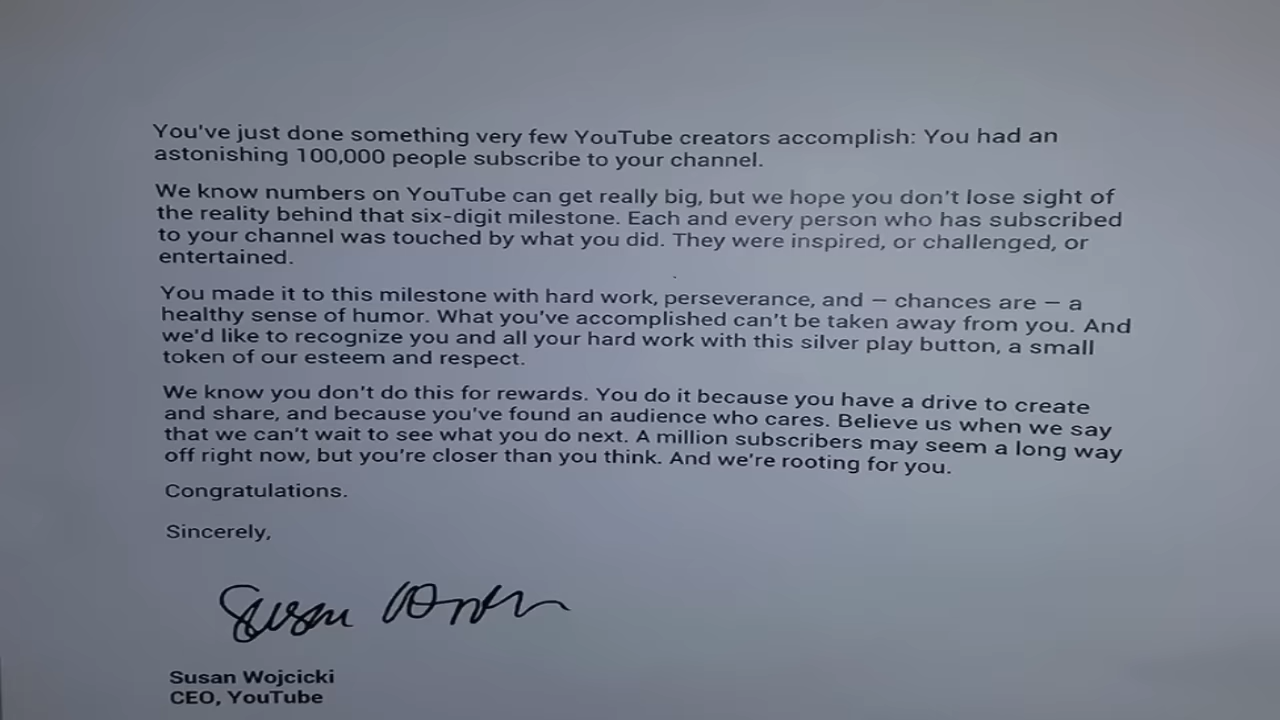 You've just done something very few YouTube creators accomplish: You had an
astonishing 100,000 people subscribe to your channel.
We know numbers on YouTube can get really big, but we hope you don't lose sight of
the reality behind that six-digit milestone. Each and every person who has subscribed
to your channel was touched by what you did. They were inspired, or challenged, or
entertained.
You made it to this milestone with hard work, perseverance, and – chances are – a
healthy sense of humor. What you've accomplished can't be taken away from you. And
we'd like to recognize you and all your hard work with this silver play button, a small
token of our esteem and respect.
We know you don't do this for rewards. You do it because you have a drive to create
and share, and because you've found an audience who cares. Believe us when we say
that we can't wait to see what you do next. A million subscribers may seem a long way
off right now, but you're closer than you think. And we're rooting for you.
Congratulations.
Sincerely,
Susan Wojcicki
CEO, YouTube